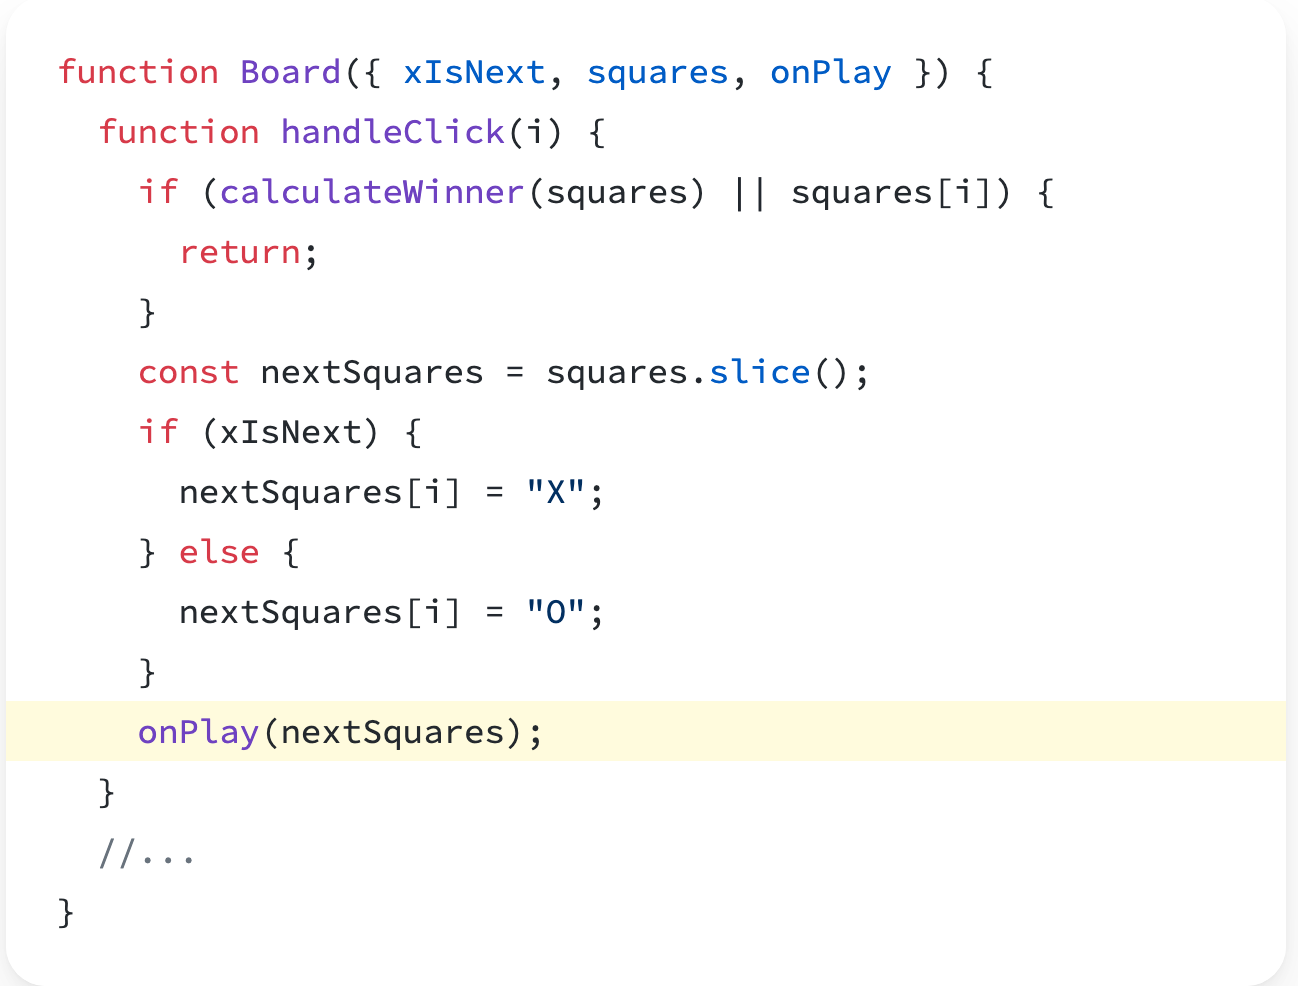 function Board({ xIsNext, squares, onPlay }) {
  function handleClick(i) {
    if (calculateWinner(squares) || squares[i]) {
      return;
    }
    const nextSquares = squares.slice();
    if (xIsNext) {
      nextSquares[i] = "X";
    } else {
      nextSquares[i] = "O";
    }
    onPlay(nextSquares);
  }
  //...
}